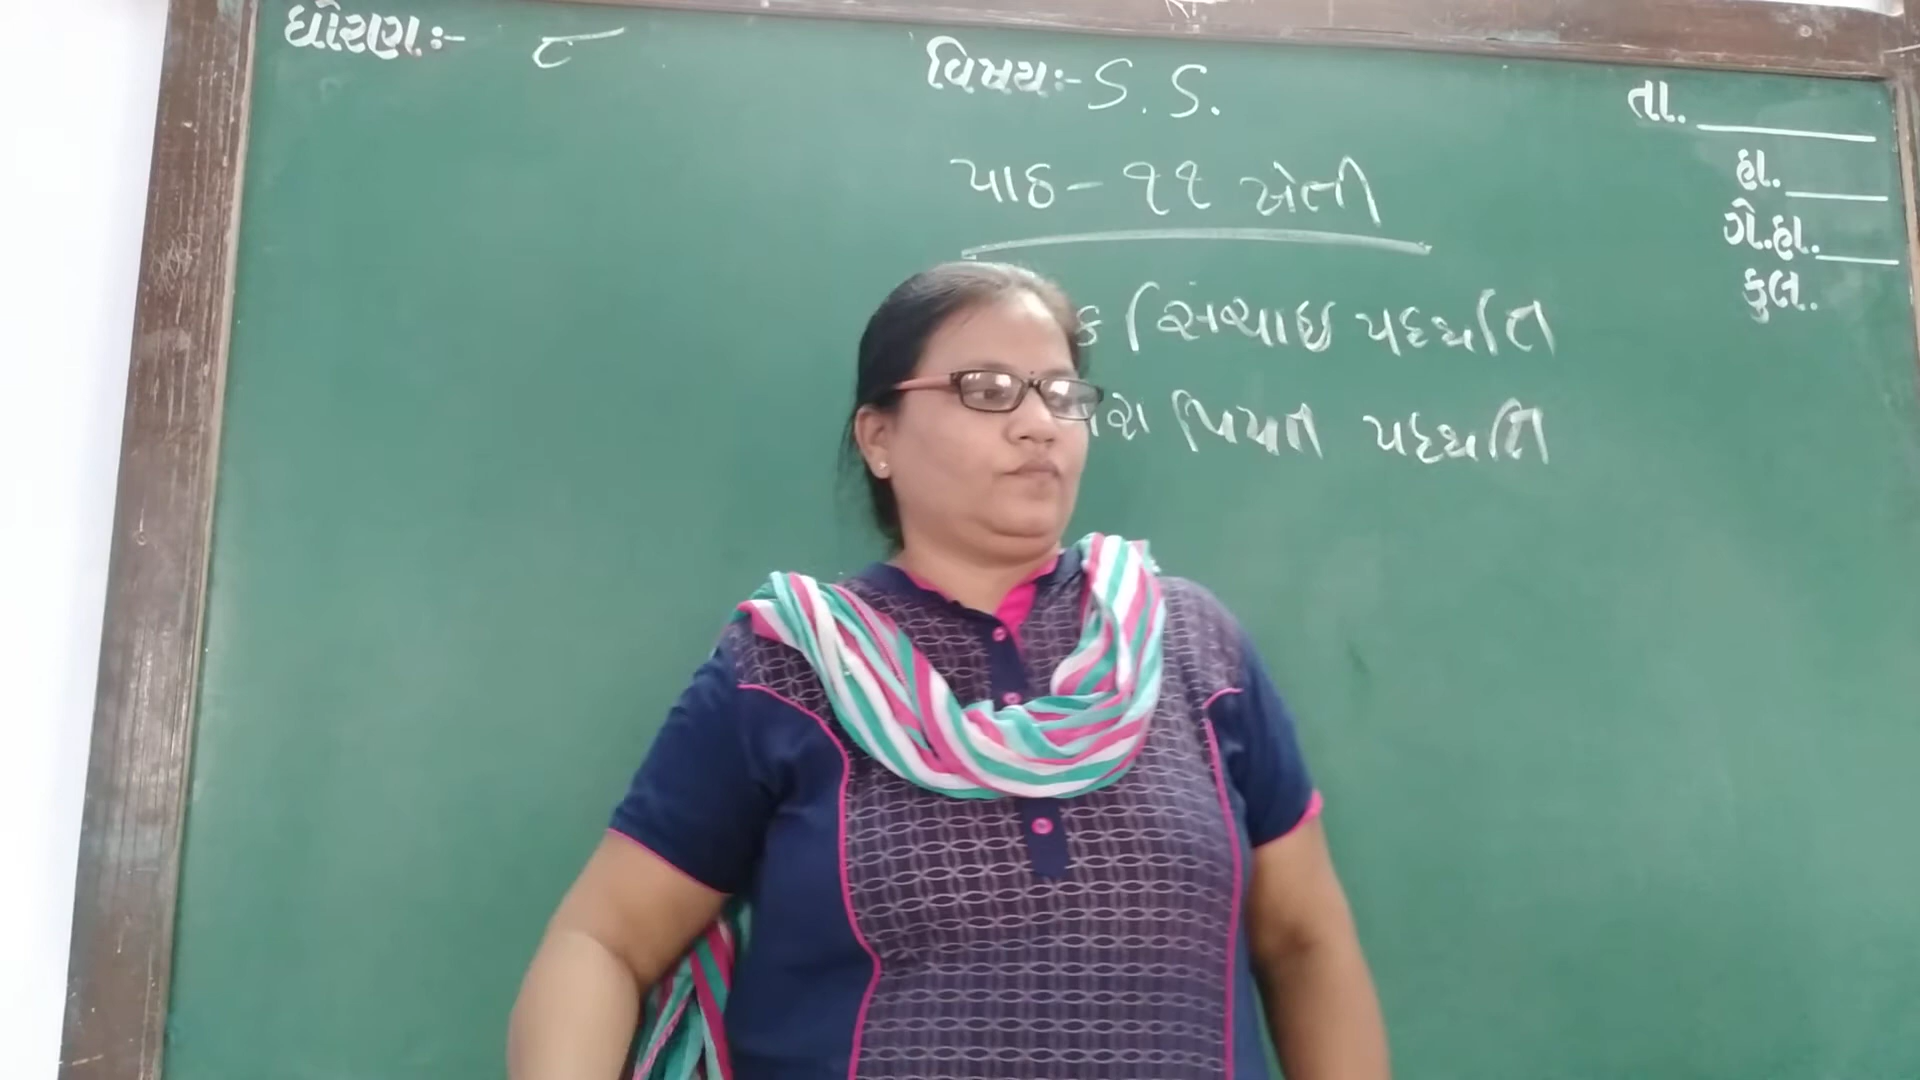 ધોરણ:- ૮
વિષય:- S. S.
તા.
પાઠ - ૧૧ ખેતી
હા.
ગે.હા.
કુલ.
સિંચાઇ પદ્ધતિ
પિયત પદ્ધતિ